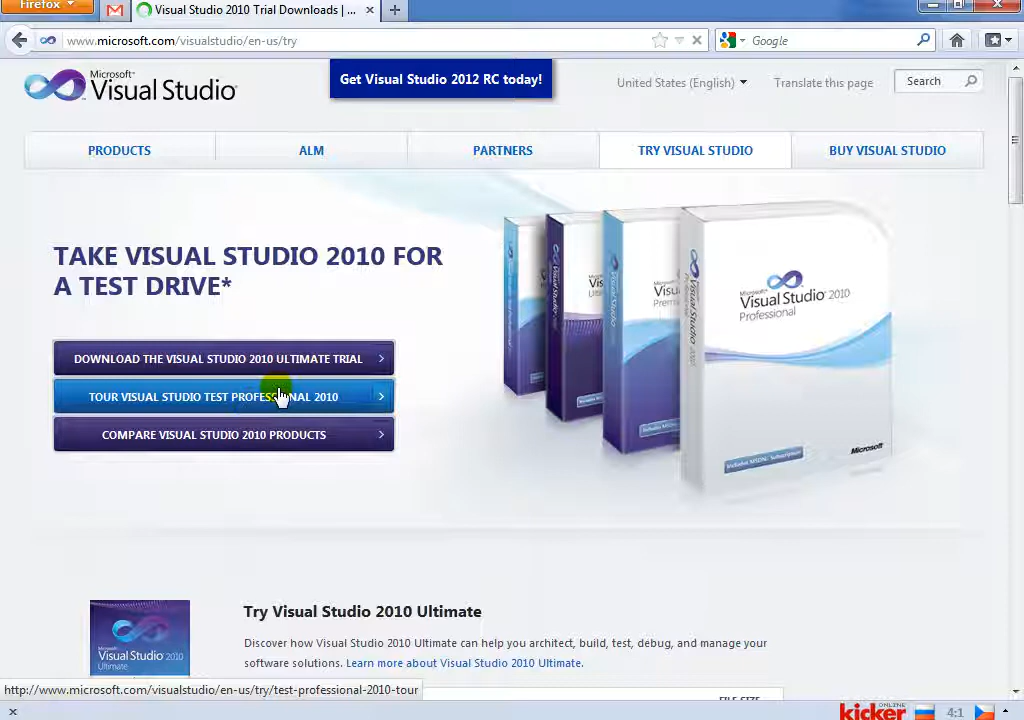 Firefox
Visual Studio 2010 Trial Downloads | ...
www.microsoft.com/visualstudio/en-us/try
Google
Microsoft
Visual Studio
Get Visual Studio 2012 RC today!
United States (English)
Translate this page
Search
PRODUCTS
ALM
PARTNERS
TRY VISUAL STUDIO
BUY VISUAL STUDIO
TAKE VISUAL STUDIO 2010 FOR
A TEST DRIVE*
DOWNLOAD THE VISUAL STUDIO 2010 ULTIMATE TRIAL
TOUR VISUAL STUDIO TEST PROFESSIONAL 2010
COMPARE VISUAL STUDIO 2010 PRODUCTS
Microsoft
Visual Studio 2010
Professional
Microsoft
Try Visual Studio 2010 Ultimate
Discover how Visual Studio 2010 Ultimate can help you architect, build, test, debug, and manage your
software solutions. Learn more about Visual Studio 2010 Ultimate.
Microsoft
Visual Studio 2010
Ultimate
FILE SIZE
http://www.microsoft.com/visualstudio/en-us/try/test-professional-2010-tour
kicker ONLINE
4:1